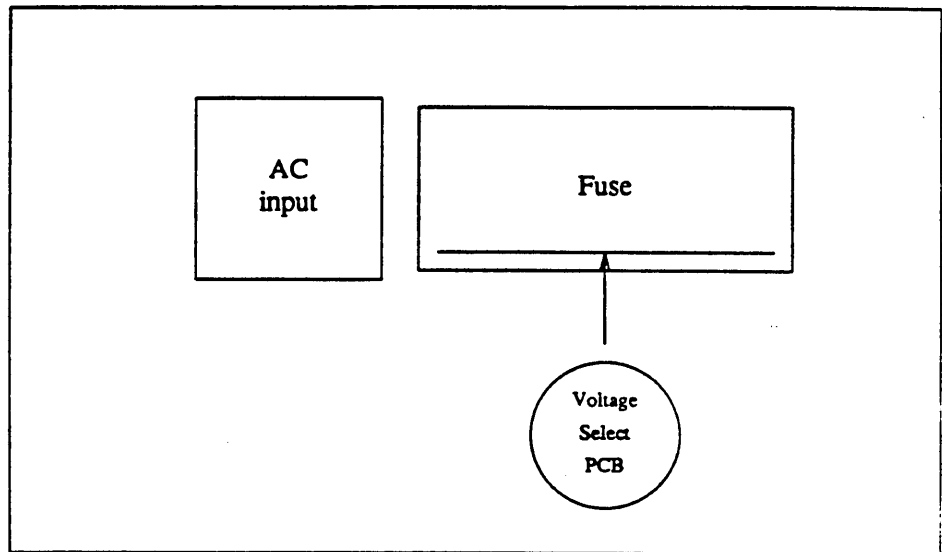 AC
input
Fuse
Voltage
Select
PCB